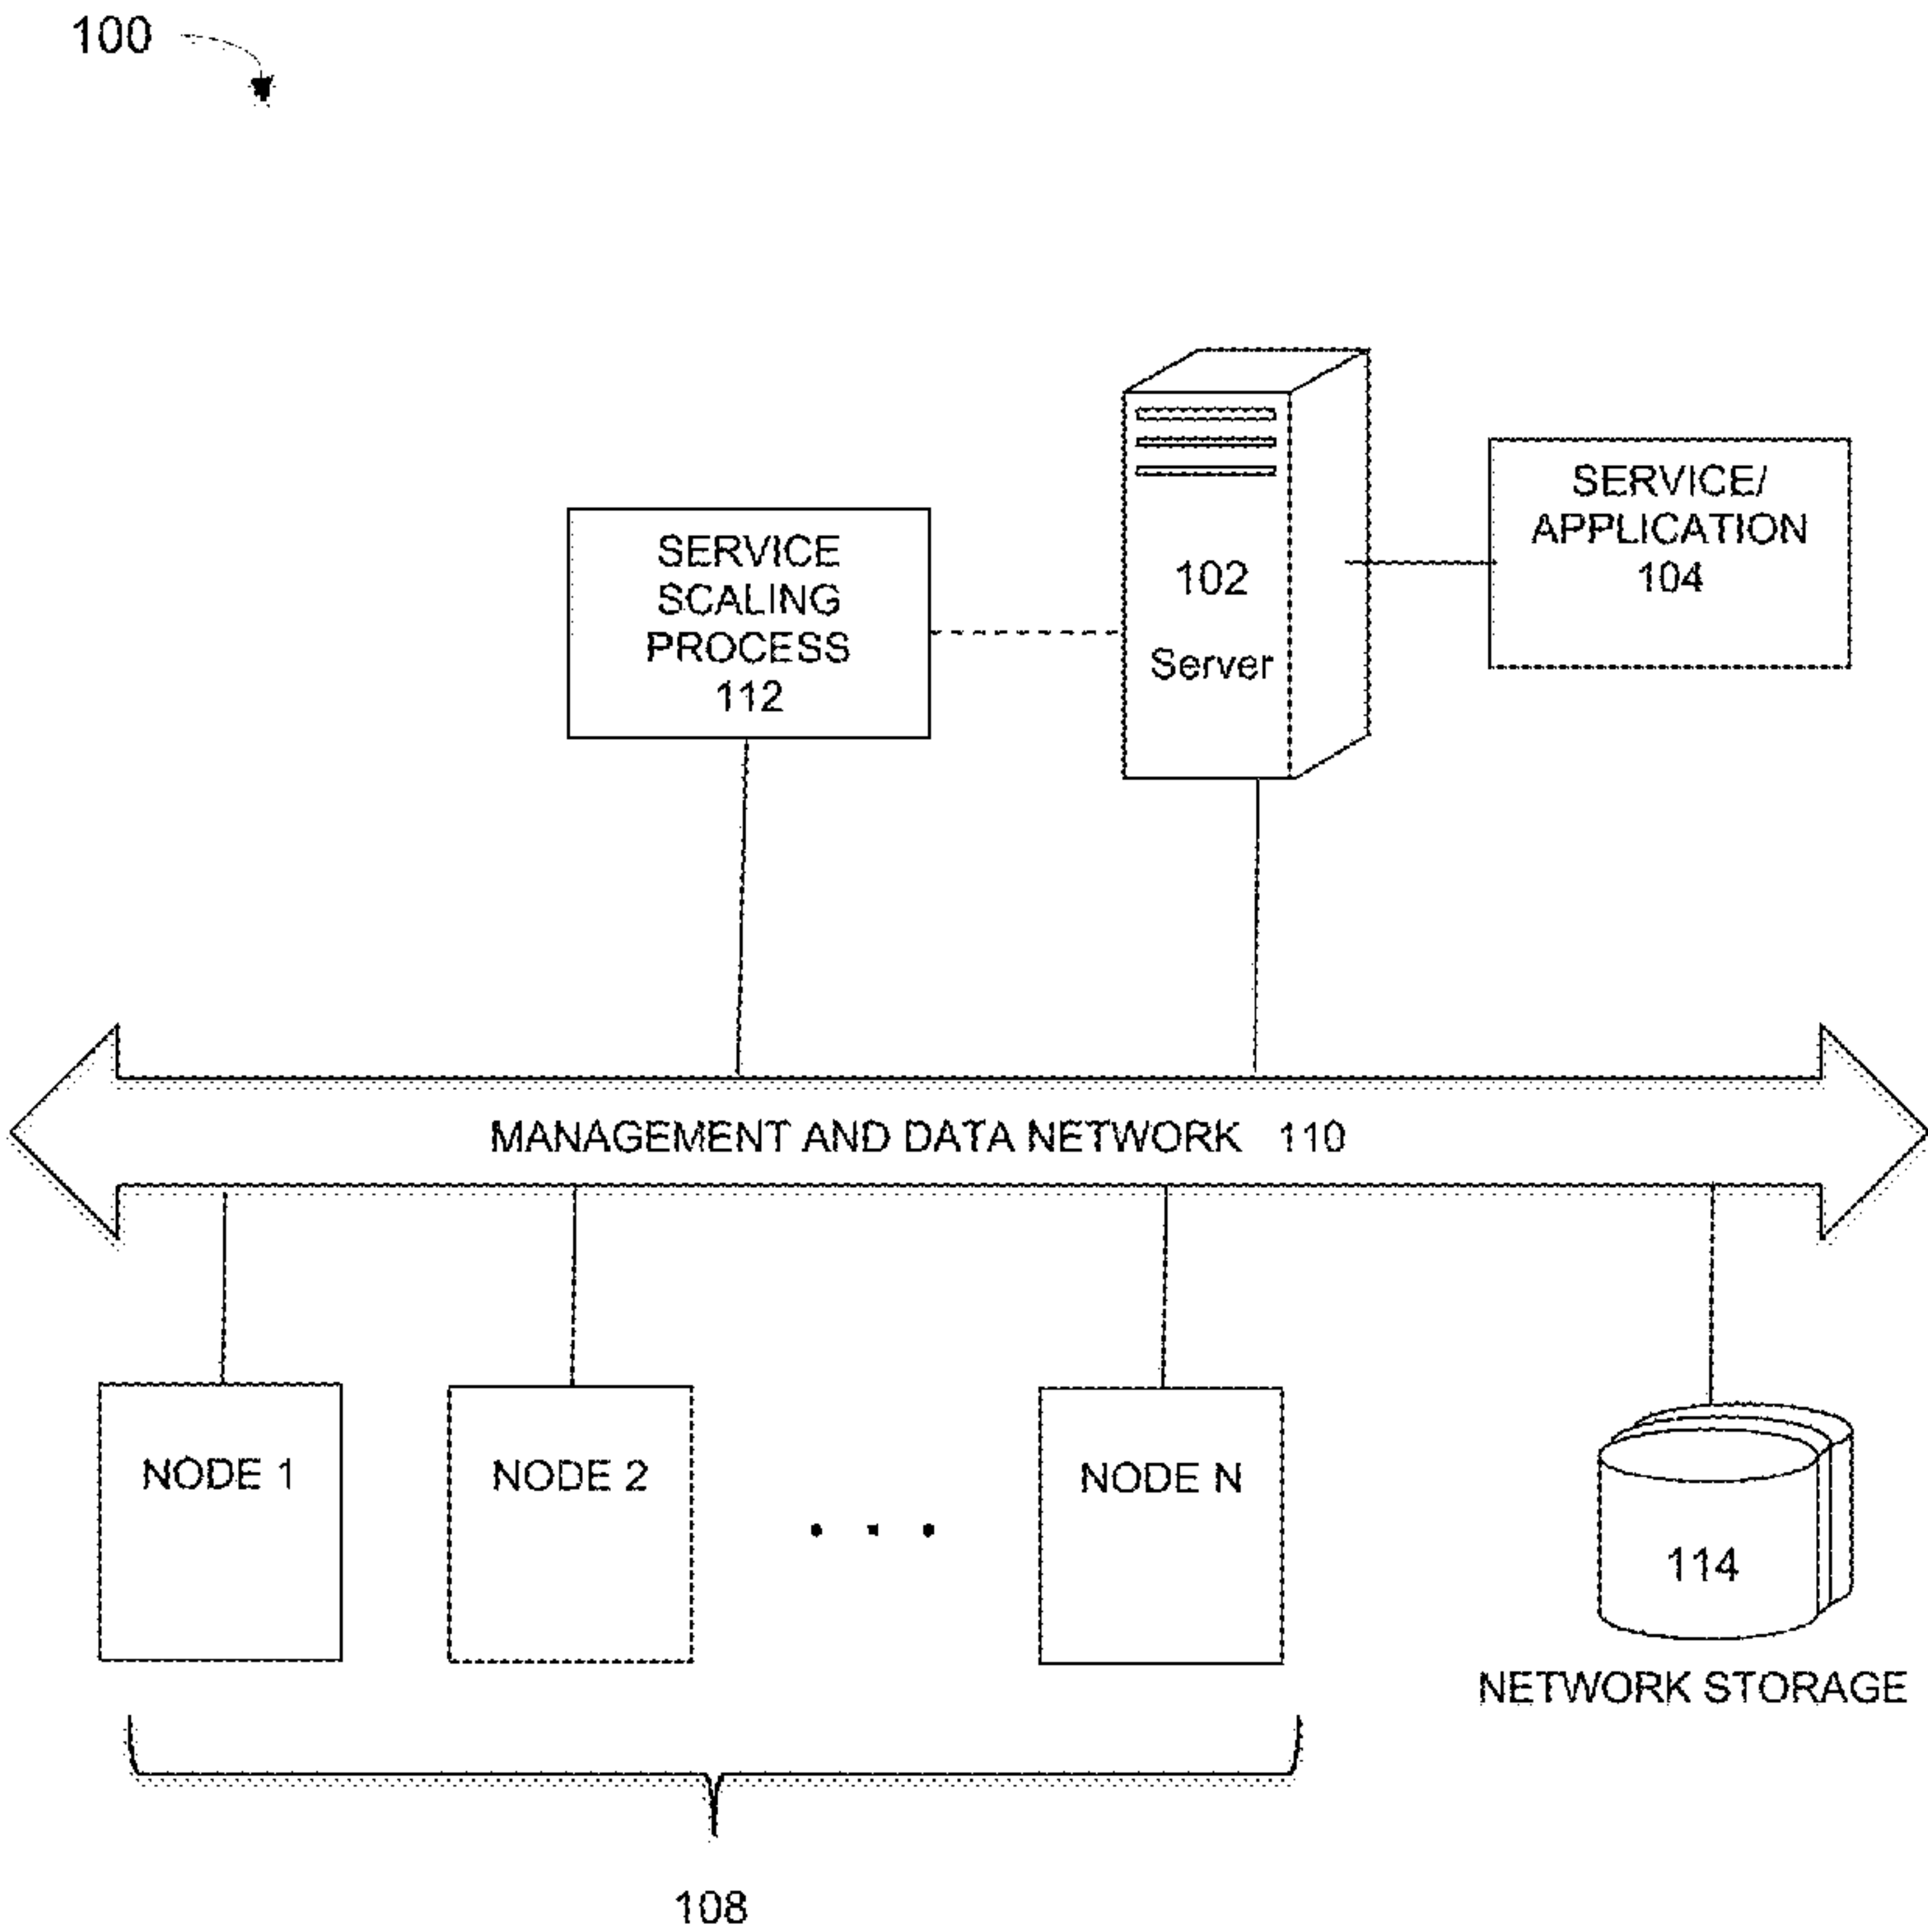 100
SERVICE/
APPLICATION
104
SERVICE
SCALING
PROCESS
112
102
Server
MANAGEMENT AND DATA NETWORK 110
NODE 1
NODE 2
NODE N
114
NETWORK STORAGE
108